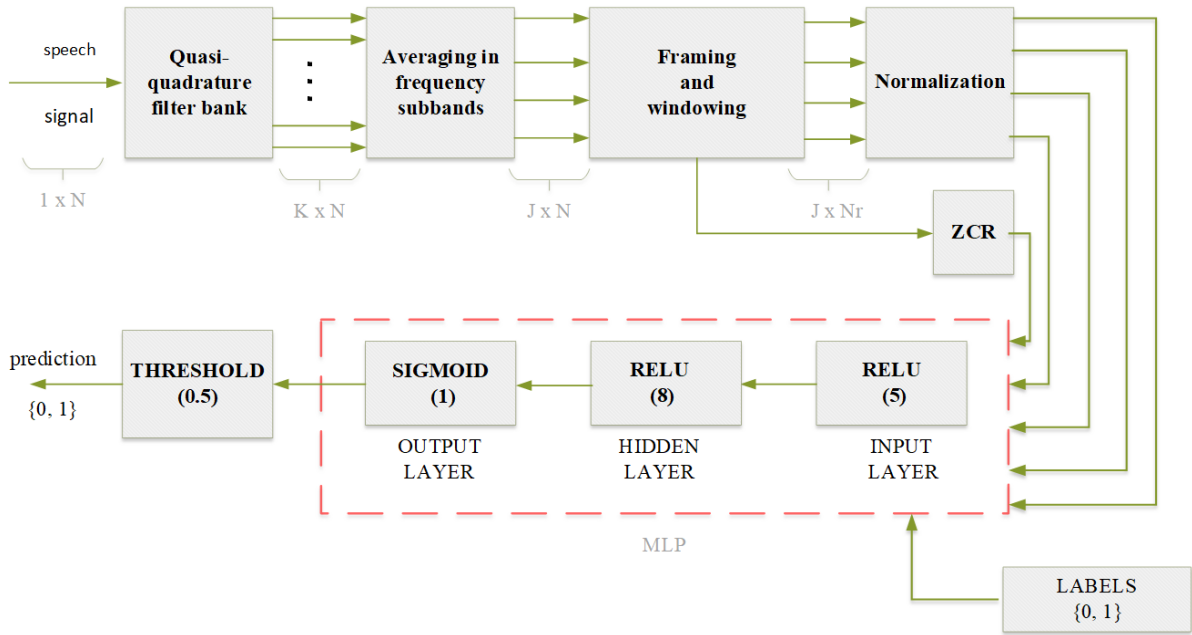 speech
signal
1 x N
Quasi-
quadrature
filter bank
K x N
Averaging in
frequency
subbands
J x N
Framing
and
windowing
J x Nr
Normalization
ZCR
prediction
{0, 1}
THRESHOLD
(0.5)
SIGMOID
(1)
OUTPUT
LAYER
RELU
(8)
HIDDEN
LAYER
RELU
(5)
INPUT
LAYER
MLP
LABELS
{0, 1}